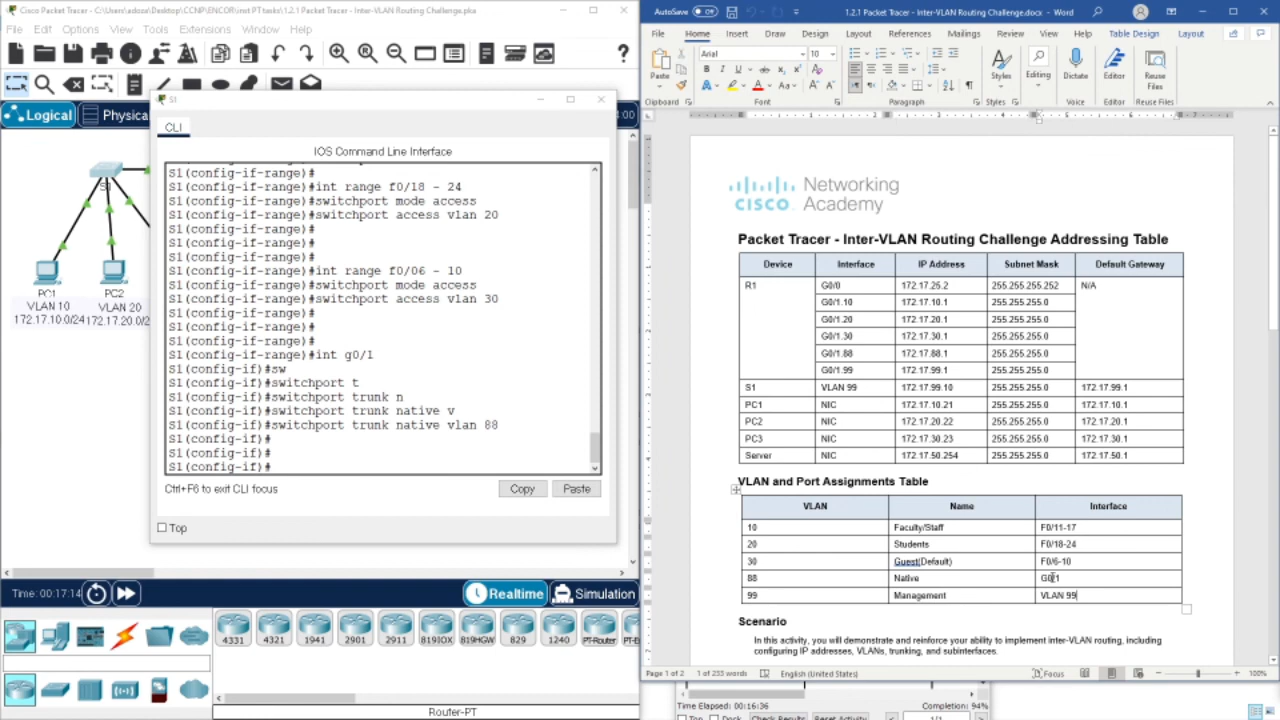 Cisco Packet Tracer - C:\Users\adora\Desktop\CCNP\ENCOR\inst PT tasks\1.2.1 Packet Tracer - Inter-VLAN Routing Challenge.pka
File Edit Options View Tools Extensions Window Help
Logical Physica
S1
CLI
IOS Command Line Interface
S1(config-if-range)#
S1(config-if-range)#int range f0/18 - 24
S1(config-if-range)#switchport mode access
S1(config-if-range)#switchport access vlan 20
S1(config-if-range)#
S1(config-if-range)#
S1(config-if-range)#
S1(config-if-range)#int range f0/06 - 10
S1(config-if-range)#switchport mode access
S1(config-if-range)#switchport access vlan 30
S1(config-if-range)#
S1(config-if-range)#
S1(config-if-range)#
S1(config-if-range)#int g0/1
S1(config-if)#sw
S1(config-if)#switchport t
S1(config-if)#switchport trunk n
S1(config-if)#switchport trunk native v
S1(config-if)#switchport trunk native vlan 88
S1(config-if)#
S1(config-if)#
S1(config-if)#
Ctrl+F6 to exit CLI focus
Copy Paste
Top
PC1 PC2
VLAN 10 VLAN 20
172.17.10.0/24 172.17.20.0/2
Time: 00:17:14
Realtime Simulation
4331 4321 1941 2901 2911 819IOX 819HGW 829 1240 PT-Router
Router-PT
AutoSave Off
1.2.1 Packet Tracer - Inter-VLAN Routing Challenge.docx - Word
File Home Insert Draw Design Layout References Mailings Review View Help Table Design Layout
Arial 10
Paste Styles Editing Dictate Editor Reuse Files
Clipboard Font Paragraph Styles Voice Editor Reuse Files
Networking
CISCO Academy
Packet Tracer - Inter-VLAN Routing Challenge Addressing Table
Device Interface IP Address Subnet Mask Default Gateway
R1 G0/0 172.17.25.2 255.255.255.252 N/A
G0/1.10 172.17.10.1 255.255.255.0
G0/1.20 172.17.20.1 255.255.255.0
G0/1.30 172.17.30.1 255.255.255.0
G0/1.88 172.17.88.1 255.255.255.0
G0/1.99 172.17.99.1 255.255.255.0
S1 VLAN 99 172.17.99.10 255.255.255.0 172.17.99.1
PC1 NIC 172.17.10.21 255.255.255.0 172.17.10.1
PC2 NIC 172.17.20.22 255.255.255.0 172.17.20.1
PC3 NIC 172.17.30.23 255.255.255.0 172.17.30.1
Server NIC 172.17.50.254 255.255.255.0 172.17.50.1
VLAN and Port Assignments Table
VLAN Name Interface
10 Faculty/Staff F0/11-17
20 Students F0/18-24
30 Guest(Default) F0/6-10
88 Native G0/1
99 Management VLAN 99
Scenario
In this activity, you will demonstrate and reinforce your ability to implement inter-VLAN routing, including
configuring IP addresses, VLANs, trunking, and subinterfaces.
Page 1 of 2 1 of 233 words English (United States) Focus 100%
Time Elapsed: 00:16:36 Completion: 94%
Top Dock Check Results Reset Activity 1/1